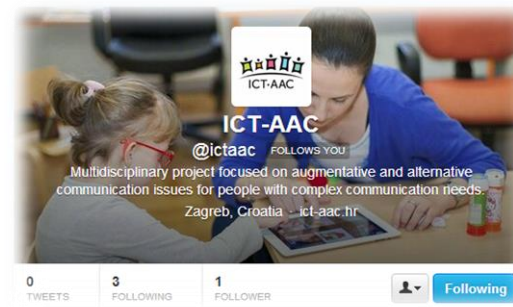 ICT-AAC
ICT-AAC
@ictaac FOLLOWS YOU
Multidisciplinary project focused on augmentative and alternative
communication issues for people with complex communication needs.
Zagreb, Croatia · ict-aac.hr
0
TWEETS
3
FOLLOWING
1
FOLLOWER
Following